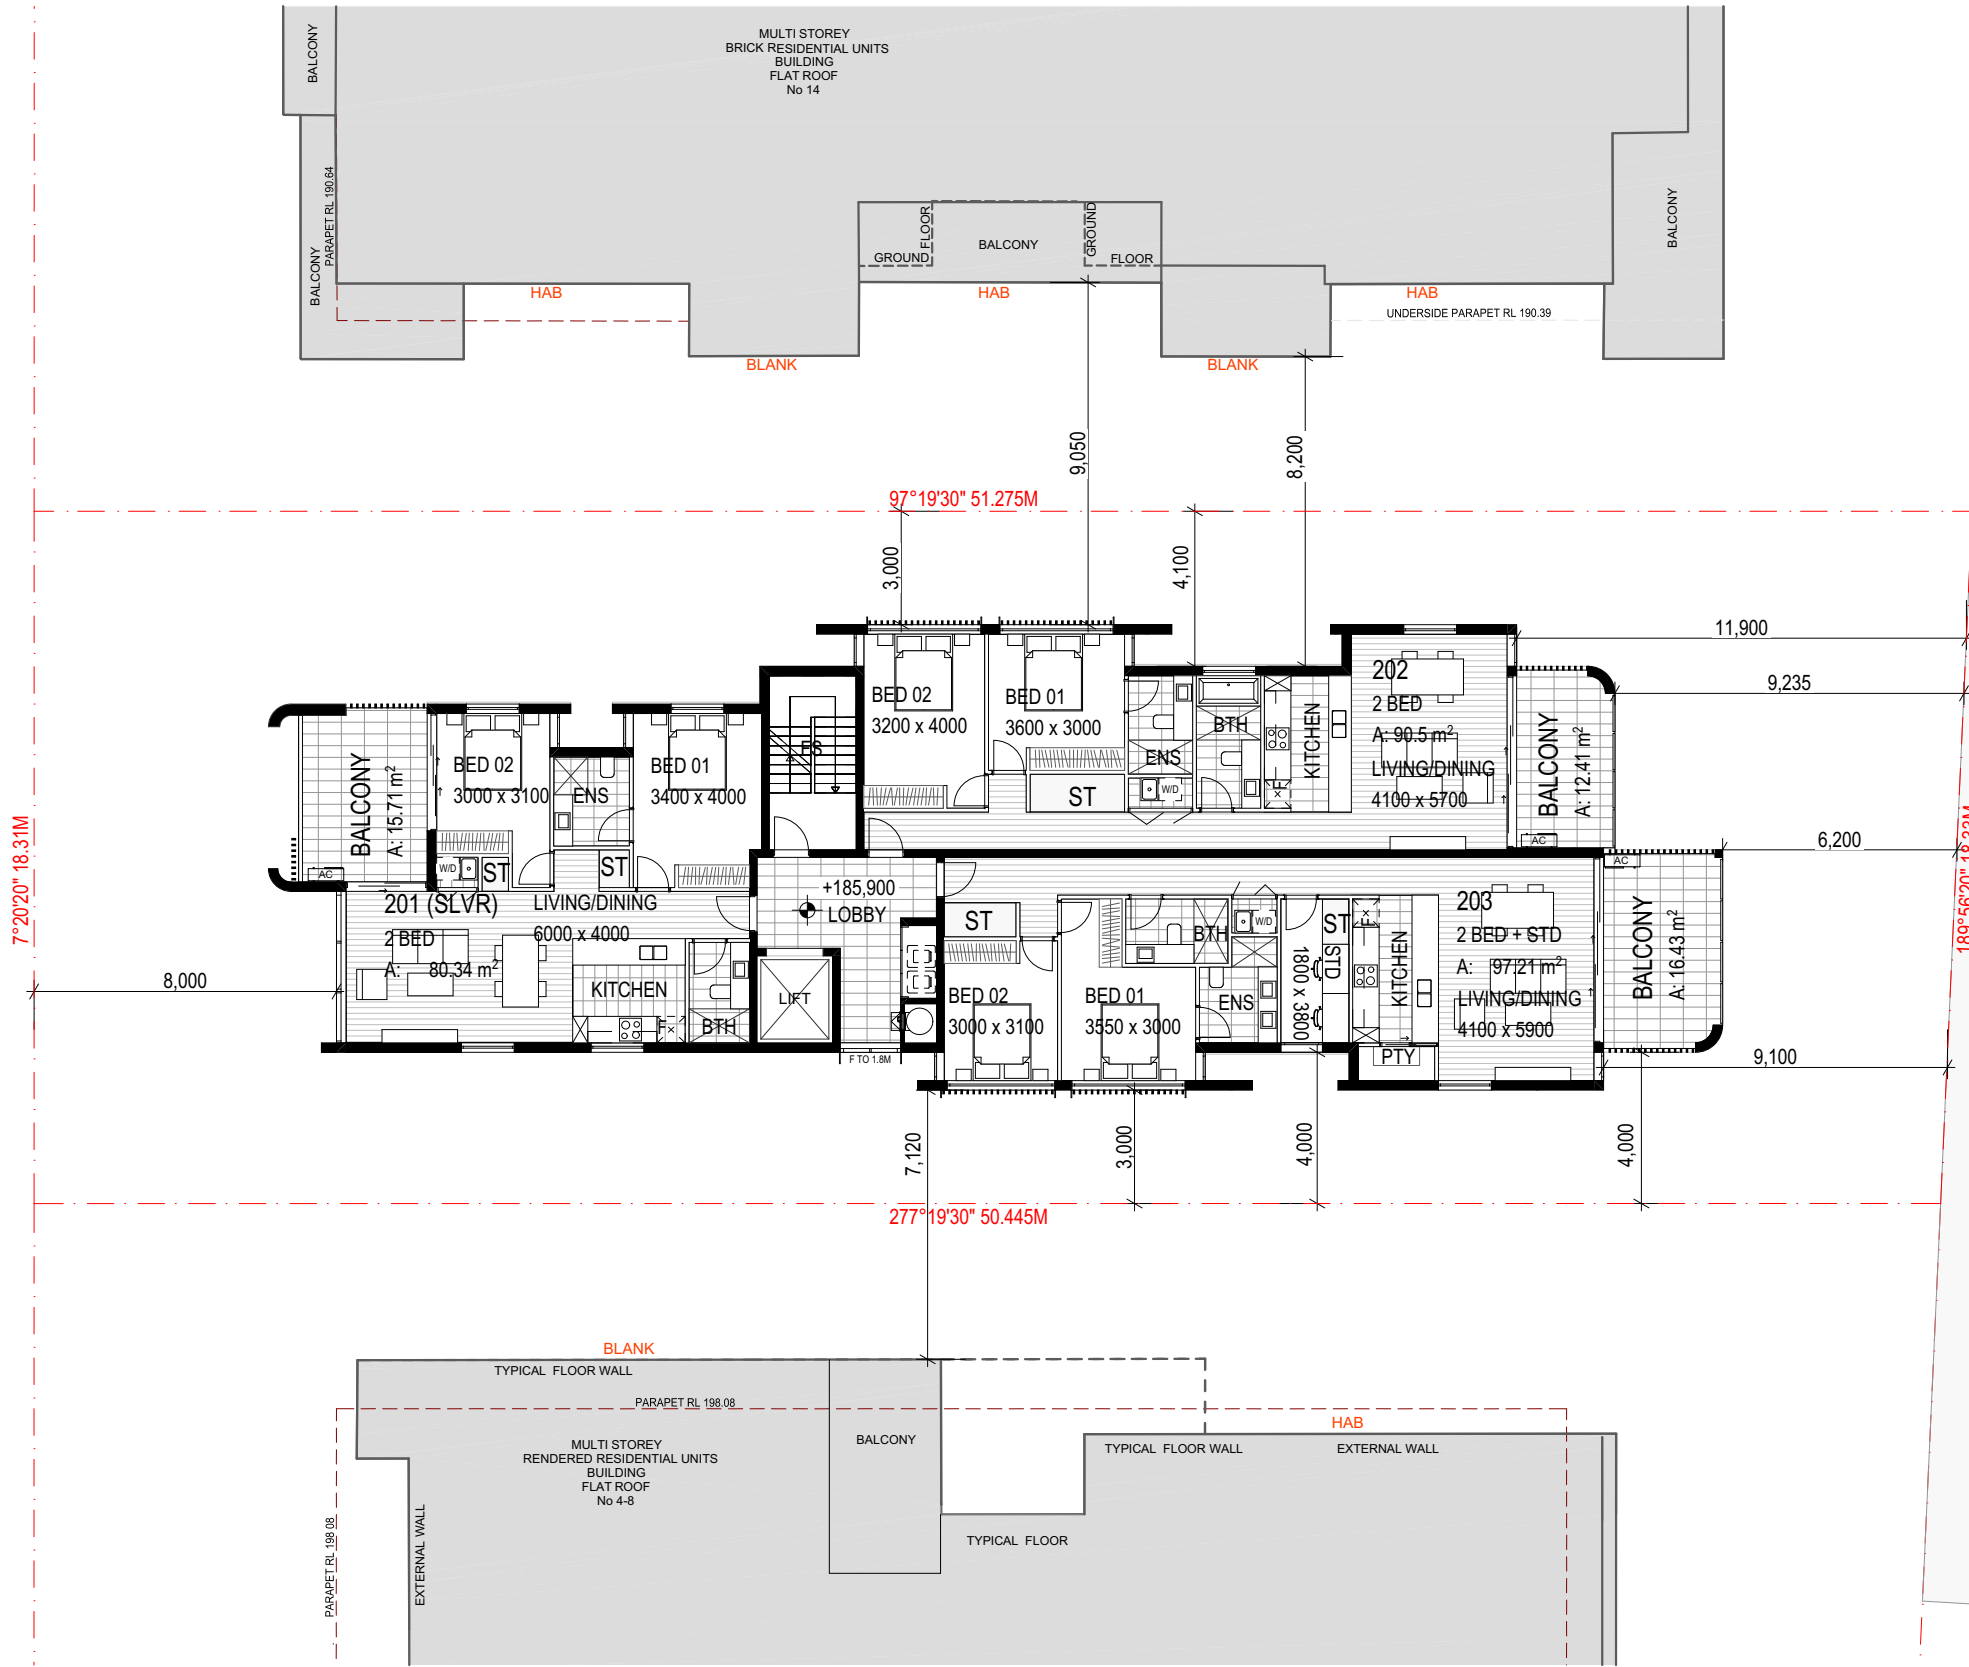 BALCONY
MULTI STOREY
BRICK RESIDENTIAL UNITS
BUILDING
FLAT ROOF
No 14
PARAPET RL 190.64
BALCONY
GROUND
FLOOR
BALCONY
GROUND
FLOOR
BALCONY
HAB
HAB
HAB
UNDERSIDE PARAPET RL 190.39
BLANK
BLANK
9,050
8,200
97°19'30" 51.275M
3,000
4,100
11,900
9,235
6,200
9,100
7°20'20" 18.31M
8,000
BALCONY
A: 15.71 m²
AC
BED 02
3000 x 3100
ENS
BED 01
3400 x 4000
W/D
ST
ST
201 (SLVR)
2 BED
A: 80.34 m²
LIVING/DINING
6000 x 4000
KITCHEN
F
BTH
FS
+185,900
LOBBY
LIFT
F TO 1.8M
BED 02
3200 x 4000
BED 01
3600 x 3000
ST
ENS
W/D
BTH
KITCHEN
F
202
2 BED
A: 90.5 m²
LIVING/DINING
4100 x 5700
BALCONY
A: 12.41 m²
AC
ST
BED 02
3000 x 3100
BED 01
3550 x 3000
BTH
W/D
ENS
ST
STD
1800 x 3800
F
KITCHEN
PTY
203
2 BED + STD
A: 97.21 m²
LIVING/DINING
4100 x 5900
AC
BALCONY
A: 16.43 m²
7,120
3,000
4,000
4,000
277°19'30" 50.445M
BLANK
TYPICAL FLOOR WALL
PARAPET RL 198.08
MULTI STOREY
RENDERED RESIDENTIAL UNITS
BUILDING
FLAT ROOF
No 4-8
BALCONY
HAB
TYPICAL FLOOR WALL
EXTERNAL WALL
TYPICAL FLOOR
PARAPET RL 198 08
EXTERNAL WALL